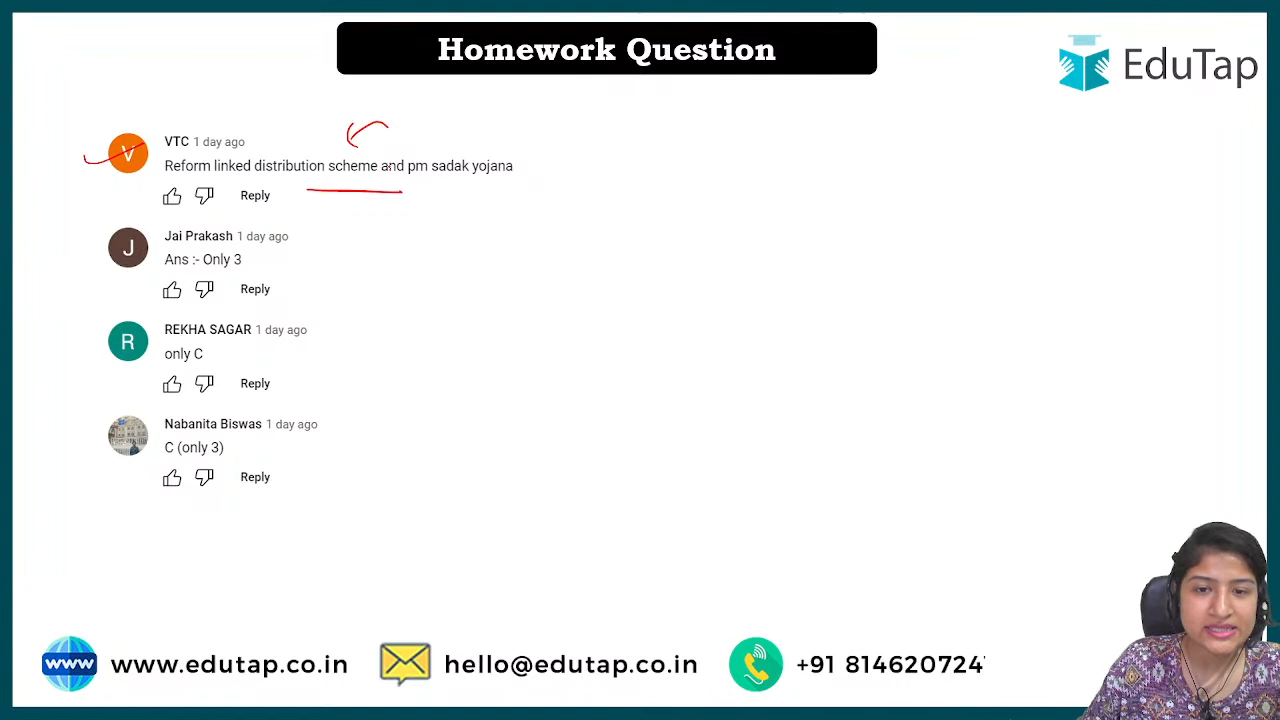 Homework Question
EduTap
V
VTC 1 day ago
Reform linked distribution scheme and pm sadak yojana
Reply
J
Jai Prakash 1 day ago
Ans :- Only 3
Reply
R
REKHA SAGAR 1 day ago
only C
Reply
Nabanita Biswas 1 day ago
C (only 3)
Reply
www www.edutap.co.in hello@edutap.co.in +91 814620724